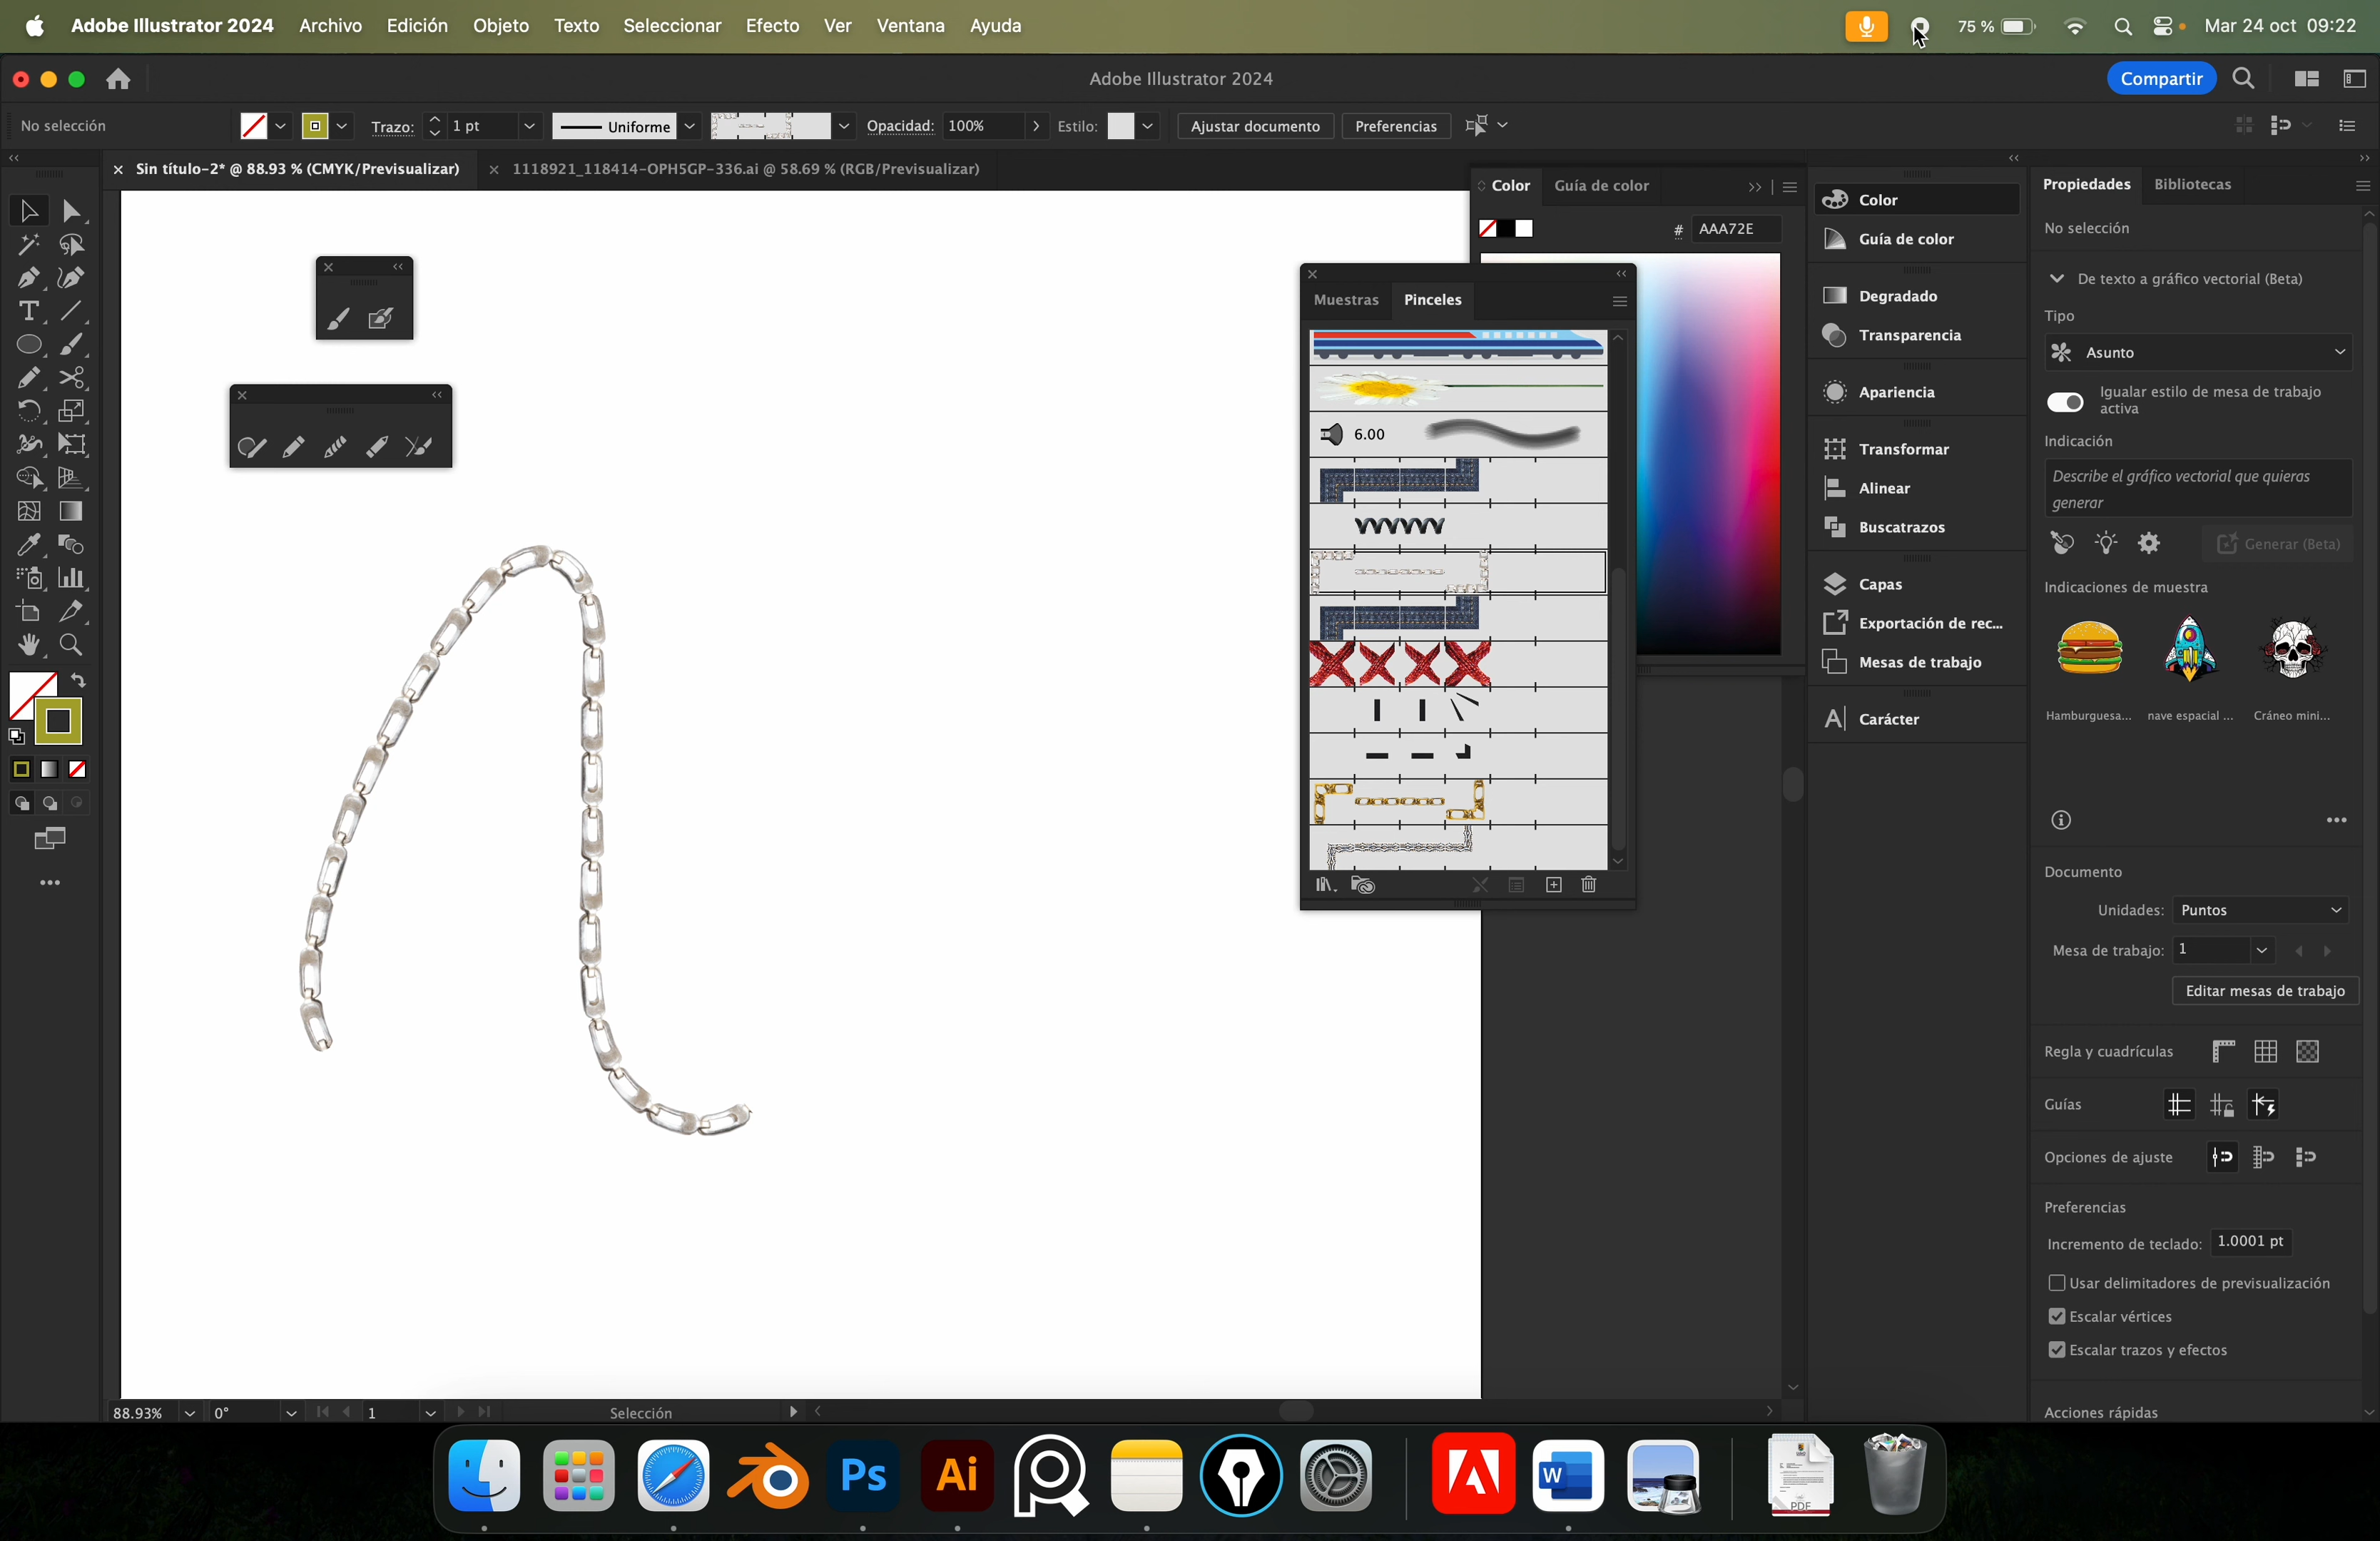 Adobe Illustrator 2024 Archivo Edición Objeto Texto Seleccionar Efecto Ver Ventana Ayuda 75 % Mar 24 oct 09:22
Adobe Illustrator 2024 Compartir
No selección Trazo: 1 pt Uniforme Opacidad: 100% Estilo: Ajustar documento Preferencias
Sin título-2* @ 88.93 % (CMYK/Previsualizar) 1118921_118414-OPH5GP-336.ai @ 58.69 % (RGB/Previsualizar)
Color Guía de color
# AAA72E
Muestras Pinceles
6.00
Color
Guía de color
Degradado
Transparencia
Apariencia
Transformar
Alinear
Buscatrazos
Capas
Exportación de rec...
Mesas de trabajo
Carácter
Propiedades Bibliotecas
No selección
De texto a gráfico vectorial (Beta)
Tipo
Asunto
Igualar estilo de mesa de trabajo
activa
Indicación
Describe el gráfico vectorial que quieras
generar
Generar (Beta)
Indicaciones de muestra
Hamburguesa... nave espacial ... Cráneo mini...
Documento
Unidades: Puntos
Mesa de trabajo: 1
Editar mesas de trabajo
Regla y cuadrículas
Guías
Opciones de ajuste
Preferencias
Incremento de teclado: 1.0001 pt
Usar delimitadores de previsualización
Escalar vértices
Escalar trazos y efectos
Acciones rápidas
88.93% 0° 1 Selección
Ps Ai W PDF